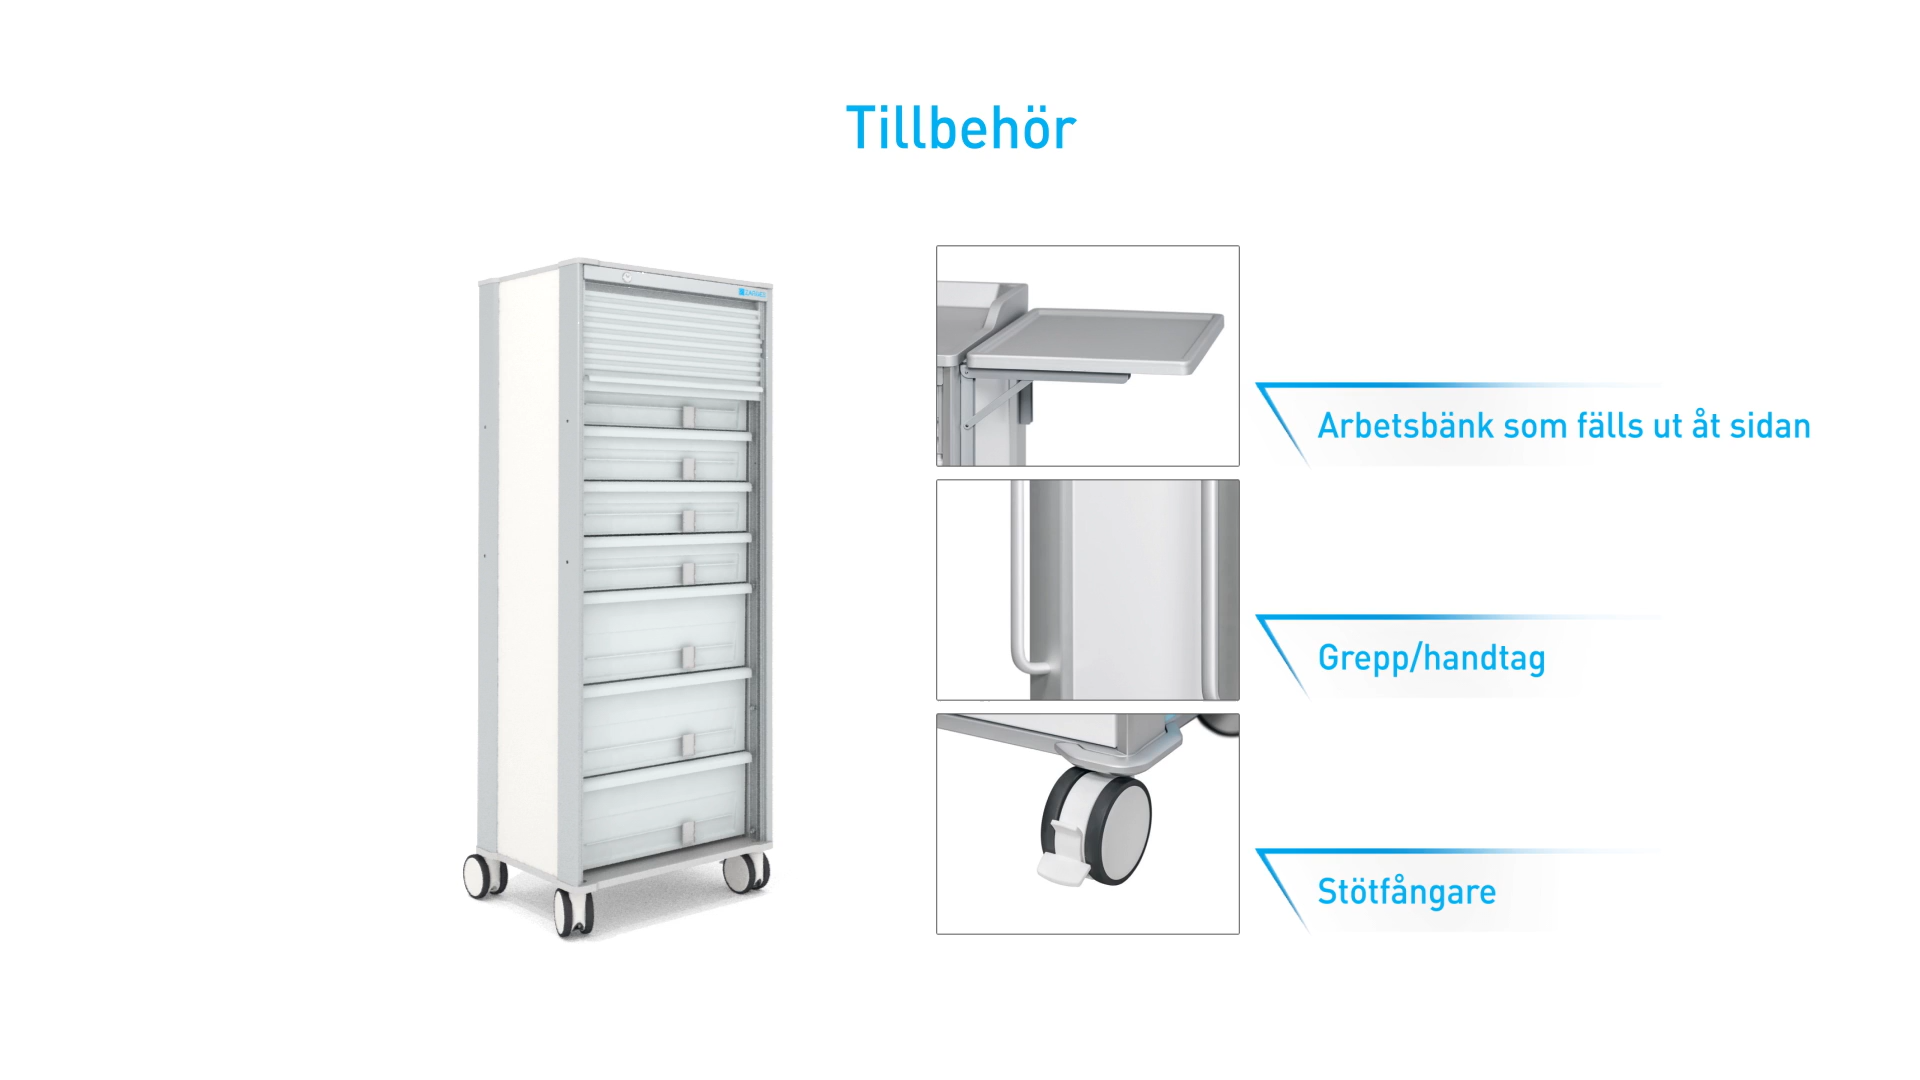 Tillbehör
Arbetsbänk som fälls ut åt sidan
Grepp/handtag
Stötfångare